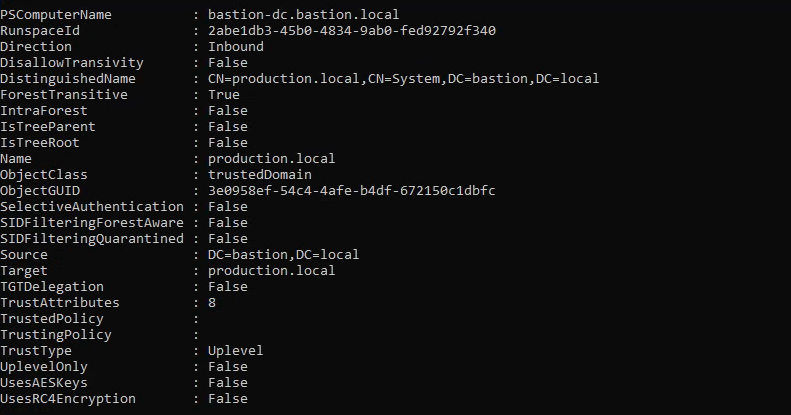 PSComputerName          : bastion-dc.bastion.local
RunspaceId              : 2abe1db3-45b0-4834-9ab0-fed92792f340
Direction               : Inbound
DisallowTransivity      : False
DistinguishedName       : CN=production.local,CN=System,DC=bastion,DC=local
ForestTransitive        : True
IntraForest             : False
IsTreeParent            : False
IsTreeRoot              : False
Name                    : production.local
ObjectClass             : trustedDomain
ObjectGUID              : 3e0958ef-54c4-4afe-b4df-672150c1dbfc
SelectiveAuthentication : False
SIDFilteringForestAware : False
SIDFilteringQuarantined : False
Source                  : DC=bastion,DC=local
Target                  : production.local
TGTDelegation           : False
TrustAttributes         : 8
TrustedPolicy           :
TrustingPolicy          :
TrustType               : Uplevel
UplevelOnly             : False
UsesAESKeys             : False
UsesRC4Encryption       : False